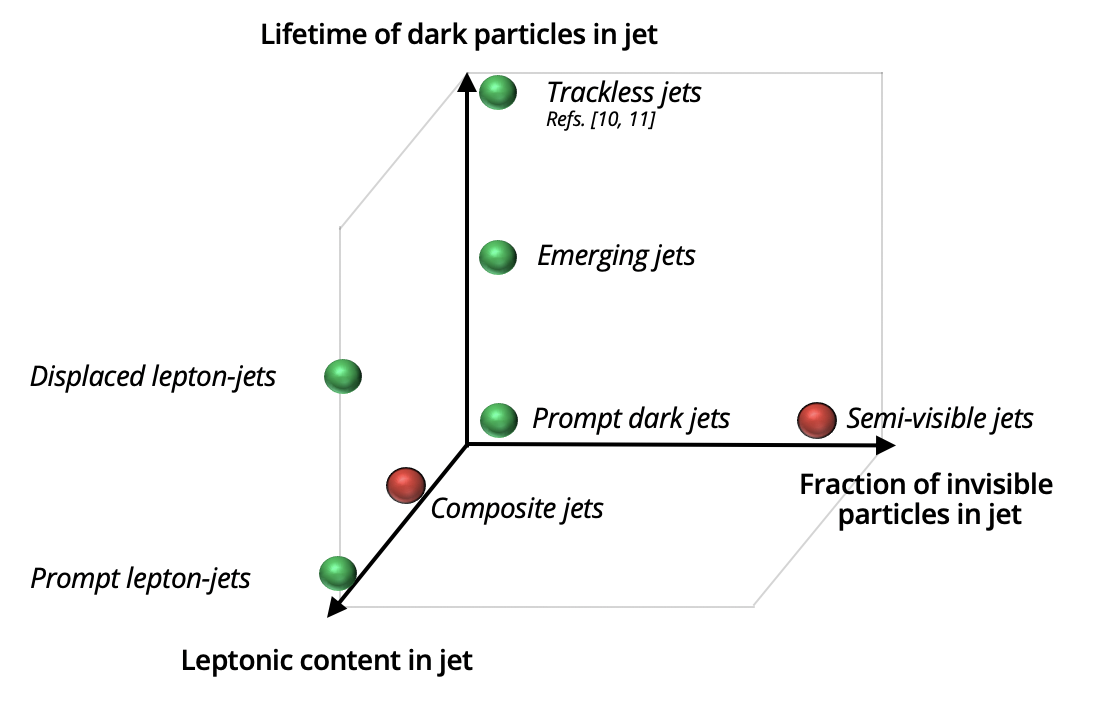 Lifetime of dark particles in jet
Trackless jets
Refs. [10, 11]
Emerging jets
Displaced lepton-jets
Prompt dark jets
Semi-visible jets
Fraction of invisible
particles in jet
Composite jets
Prompt lepton-jets
Leptonic content in jet